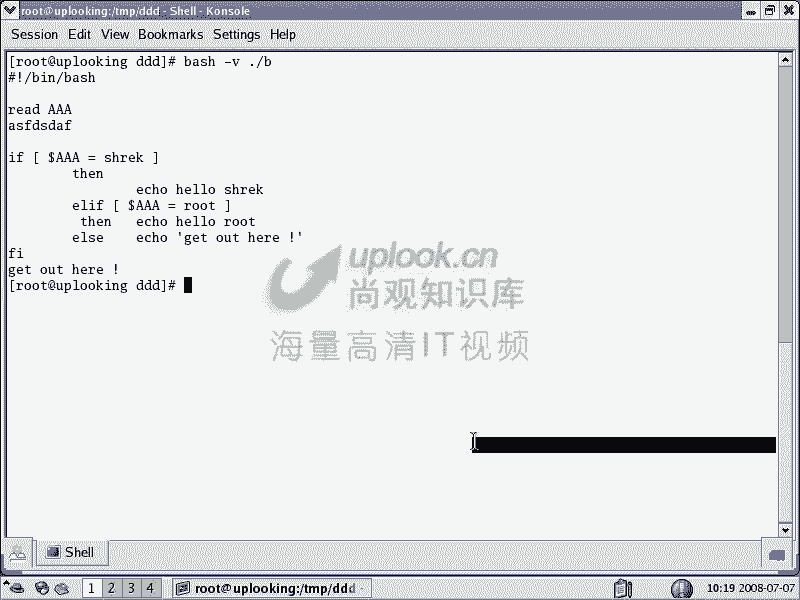 root@uplooking:/tmp/ddd - Shell - Konsole
Session Edit View Bookmarks Settings Help
[root@uplooking ddd]# bash -v ./b
#!/bin/bash
read AAA
asfdsdaf
if [ $AAA = shrek ]
then
echo hello shrek
elif [ $AAA = root ]
then echo hello root
else echo 'get out here !'
fi
get out here !
[root@uplooking ddd]#
uplook.cn
尚观知识库
海量高清IT视频
Shell
1 2 3 4 root@uplooking:/tmp/ddd - 10:19 2008-07-07